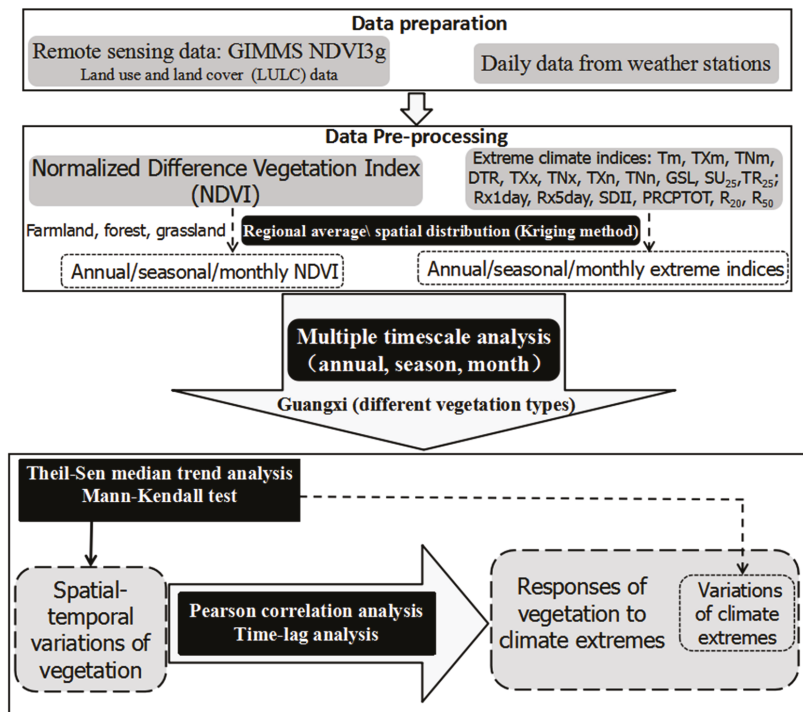 Data preparation
Remote sensing data: GIMMS NDVI3g
Land use and land cover (LULC) data
Daily data from weather stations
Data Pre-processing
Normalized Difference Vegetation Index
(NDVI)
Extreme climate indices: Tm, TXm, TNm,
DTR, TXx, TNx, TXn, TNn, GSL, SU25,TR25;
Rx1day, Rx5day, SDII, PRCPTOT, R20, R50
Farmland, forest, grassland
Regional average\ spatial distribution (Kriging method)
Annual/seasonal/monthly NDVI
Annual/seasonal/monthly extreme indices
Multiple timescale analysis
（annual, season, month）
Guangxi (different vegetation types)
Theil-Sen median trend analysis
Mann-Kendall test
Spatial-
temporal
variations of
vegetation
Pearson correlation analysis
Time-lag analysis
Responses of
vegetation to
climate extremes
Variations
of climate
extremes